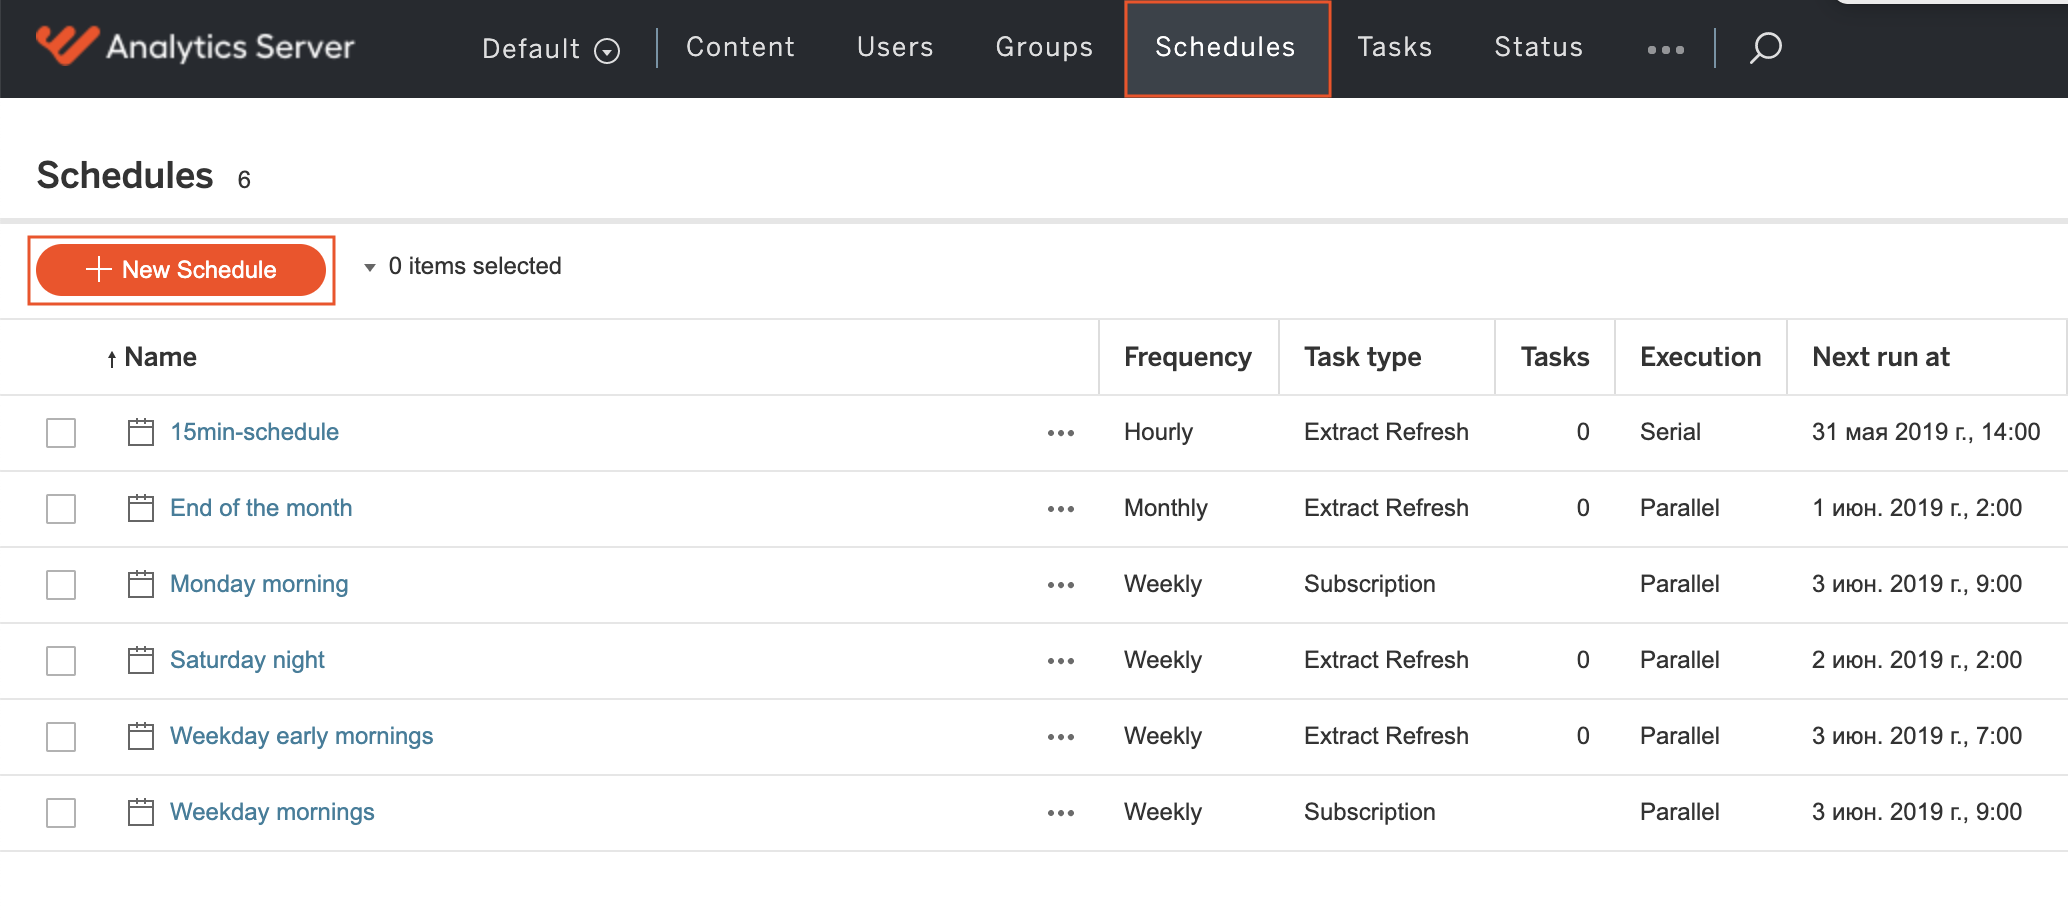 Analytics Server Default Content Users Groups Schedules Tasks Status
Schedules 6
New Schedule 0 items selected
Name Frequency Task type Tasks Execution Next run at
15min-schedule Hourly Extract Refresh 0 Serial 31 мая 2019 г., 14:00
End of the month Monthly Extract Refresh 0 Parallel 1 июн. 2019 г., 2:00
Monday morning Weekly Subscription Parallel 3 июн. 2019 г., 9:00
Saturday night Weekly Extract Refresh 0 Parallel 2 июн. 2019 г., 2:00
Weekday early mornings Weekly Extract Refresh 0 Parallel 3 июн. 2019 г., 7:00
Weekday mornings Weekly Subscription Parallel 3 июн. 2019 г., 9:00